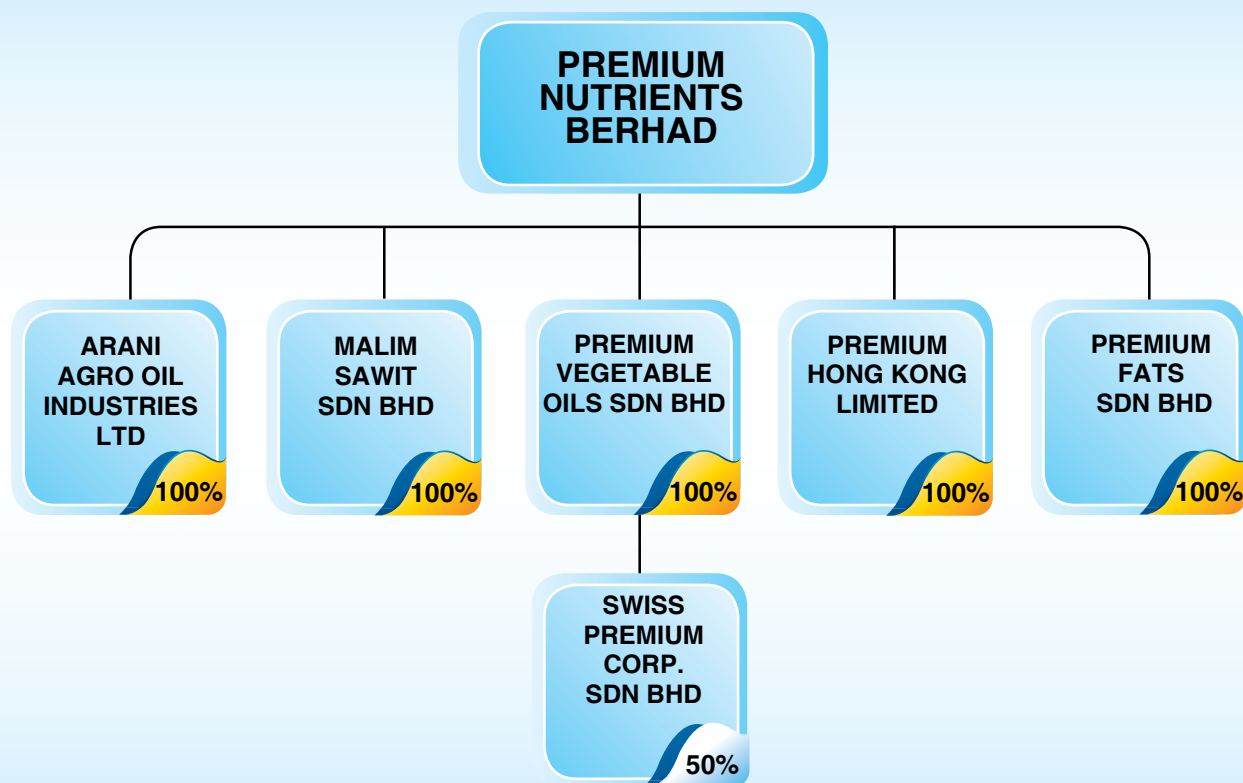 PREMIUM
NUTRIENTS
BERHAD
ARANI
AGRO OIL
INDUSTRIES
LTD
100%
MALIM
SAWIT
SDN BHD
100%
PREMIUM
VEGETABLE
OILS SDN BHD
100%
PREMIUM
HONG KONG
LIMITED
100%
PREMIUM
FATS
SDN BHD
100%
SWISS
PREMIUM
CORP.
SDN BHD
50%